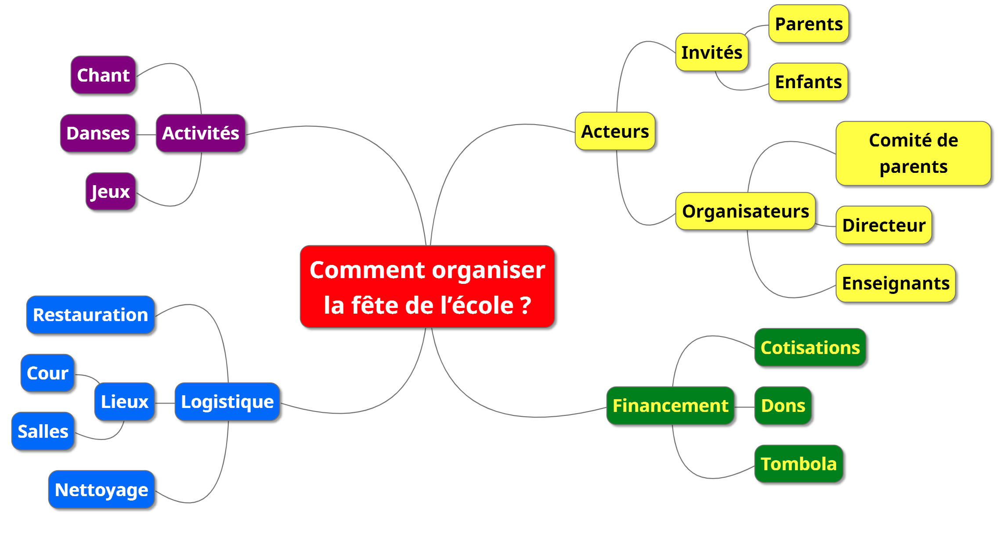 Comment organiser
la fête de l’école ?
Acteurs
Invités
Parents
Enfants
Organisateurs
Comité de
parents
Directeur
Enseignants
Financement
Cotisations
Dons
Tombola
Activités
Chant
Danses
Jeux
Logistique
Restauration
Lieux
Cour
Salles
Nettoyage